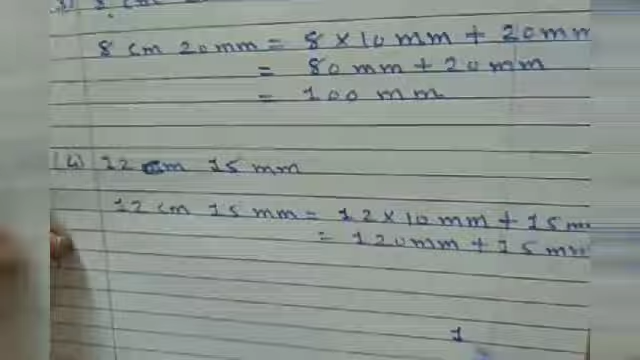 8 cm 20 mm = 8 × 10 mm + 20 mm
= 80 mm + 20 mm
= 100 mm
12 cm 15 mm
12 cm 15 mm = 12 × 10 mm + 15 m
= 120 mm + 15 mm
1